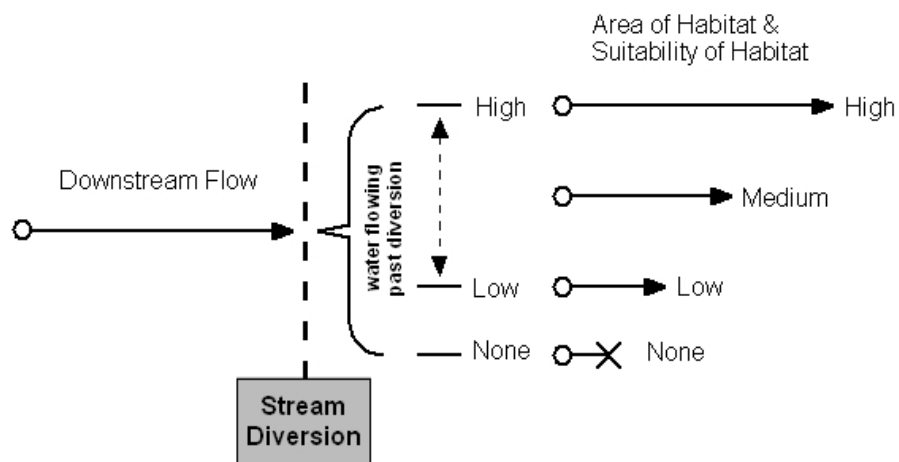 Area of Habitat &
Suitability of Habitat
High
High
Downstream Flow
water flowing
past diversion
Medium
Low
Low
None
None
Stream
Diversion